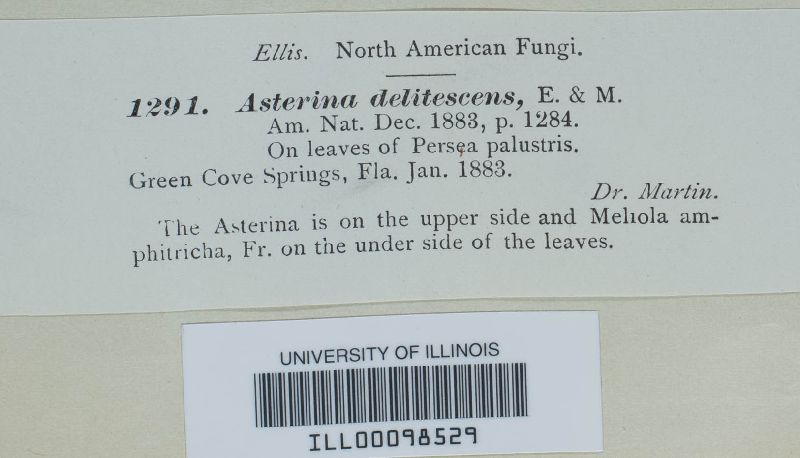 Ellis. North American Fungi.
1291. Asterina delitescens, E. & M.
Am. Nat. Dec. 1883, p. 1284.
On leaves of Persea palustris.
Green Cove Springs, Fla. Jan. 1883.
Dr. Martin.
The Asterina is on the upper side and Meliola am-
phitricha, Fr. on the under side of the leaves.
UNIVERSITY OF ILLINOIS
ILL00098529